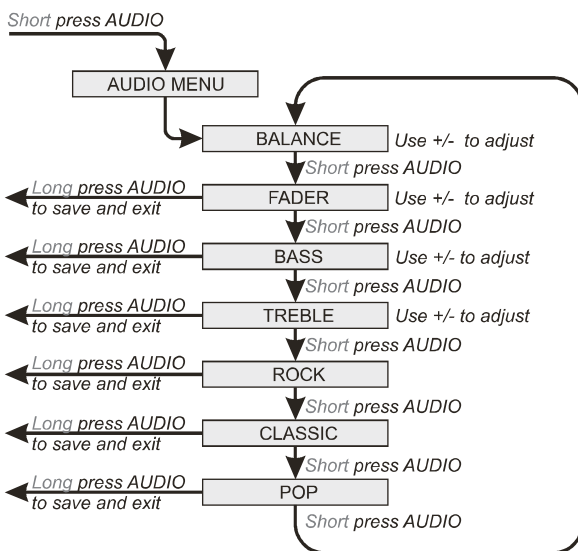 Short press AUDIO
AUDIO MENU
BALANCE
Use +/- to adjust
Short press AUDIO
Long press AUDIO
to save and exit
FADER
Use +/- to adjust
Short press AUDIO
Long press AUDIO
to save and exit
BASS
Use +/- to adjust
Short press AUDIO
Long press AUDIO
to save and exit
TREBLE
Use +/- to adjust
Short press AUDIO
Long press AUDIO
to save and exit
ROCK
Short press AUDIO
Long press AUDIO
to save and exit
CLASSIC
Short press AUDIO
Long press AUDIO
to save and exit
POP
Short press AUDIO